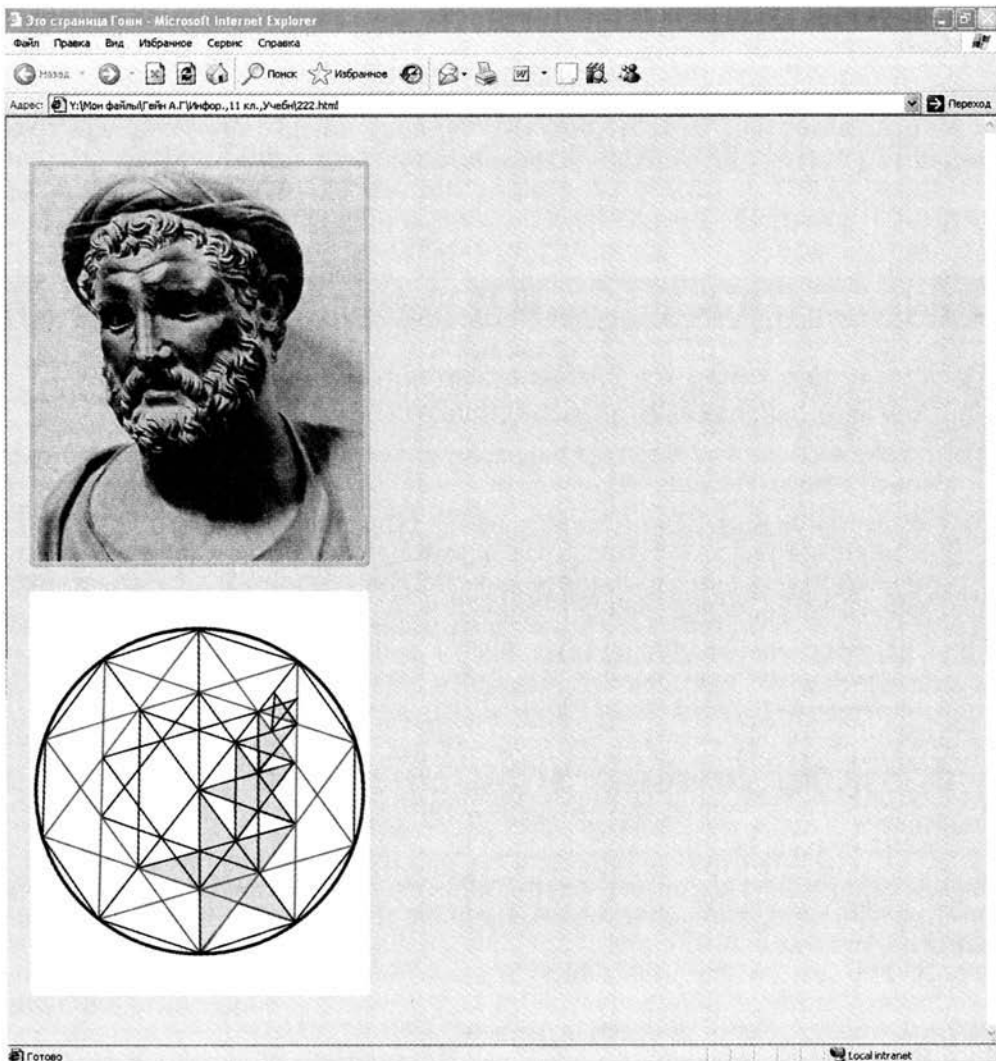 Это страница Гоши - Microsoft Internet Explorer
Файл Правка Вид Избранное Сервис Справка
Назад Поиск Избранное
Адрес: Y:\Мои файлы\Гейн А.Г\Инфор.,11 кл.,Учебн\222.html Переход
Готово Local intranet